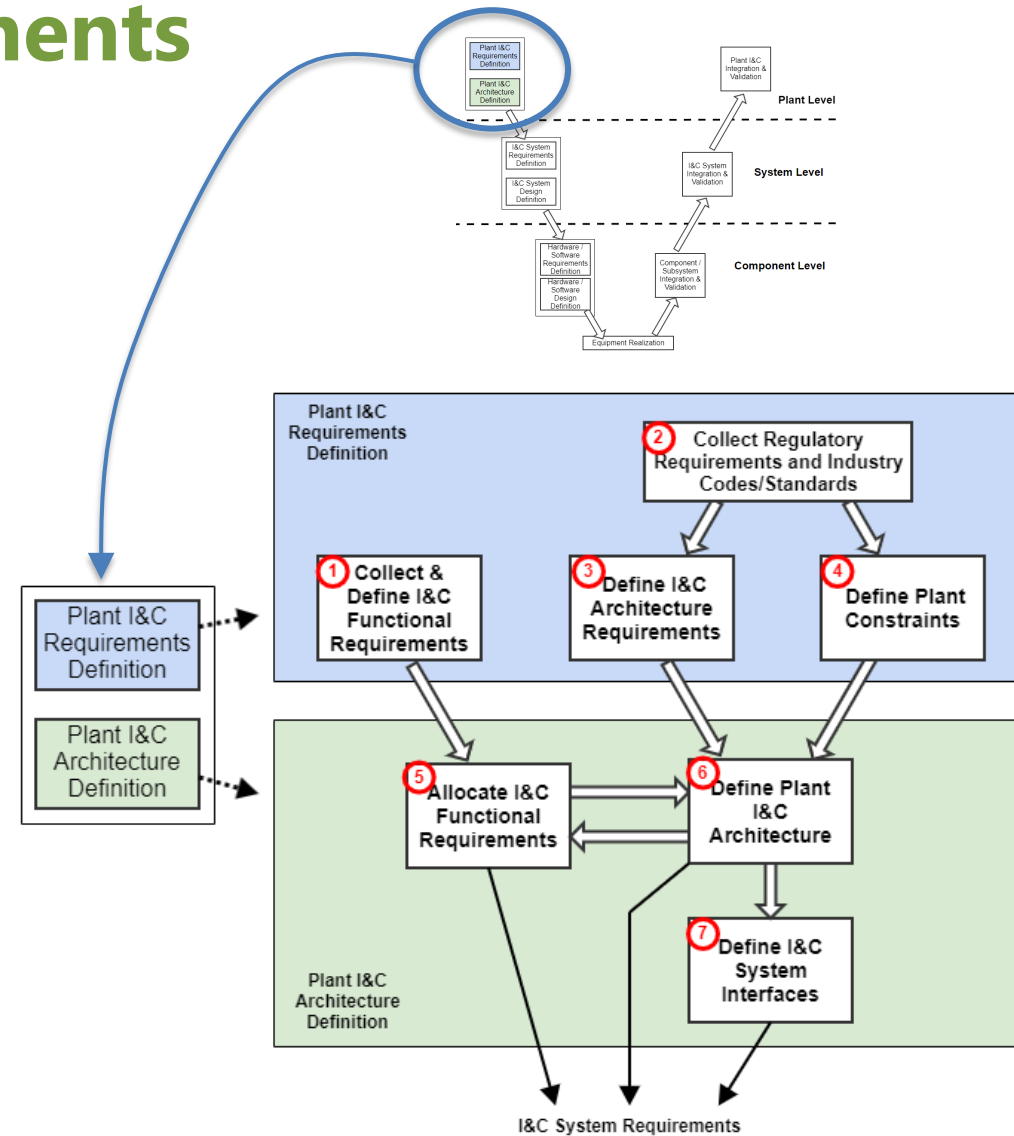 ments
Plant I&C
Requirements
Definition
Plant I&C
Architecture
Definition
Plant I&C
Integration &
Validation
Plant Level
I&C System
Requirements
Definition
I&C System
Design
Definition
I&C System
Integration &
Validation
System Level
Hardware /
Software
Requirements
Definition
Hardware /
Software
Design
Definition
Component /
Subsystem
Integration &
Validation
Component Level
Equipment Realization
Plant I&C
Requirements
Definition
2
Collect Regulatory
Requirements and Industry
Codes/Standards
1
Collect &
Define I&C
Functional
Requirements
3
Define I&C
Architecture
Requirements
4
Define Plant
Constraints
Plant I&C
Requirements
Definition
Plant I&C
Architecture
Definition
5
Allocate I&C
Functional
Requirements
6
Define Plant
I&C
Architecture
7
Define I&C
System
Interfaces
Plant I&C
Architecture
Definition
I&C System Requirements